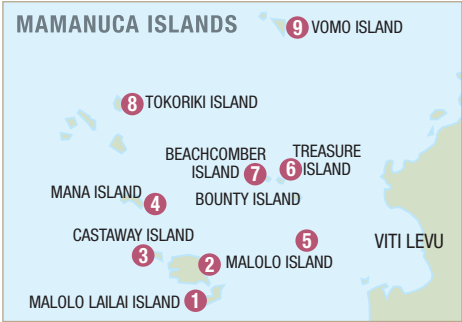 MAMANUCA ISLANDS
9 VOMO ISLAND
8 TOKORIKI ISLAND
BEACHCOMBER
ISLAND 7
TREASURE
6 ISLAND
MANA ISLAND
4
BOUNTY ISLAND
CASTAWAY ISLAND
3
5
VITI LEVU
2 MALOLO ISLAND
MALOLO LAILAI ISLAND 1